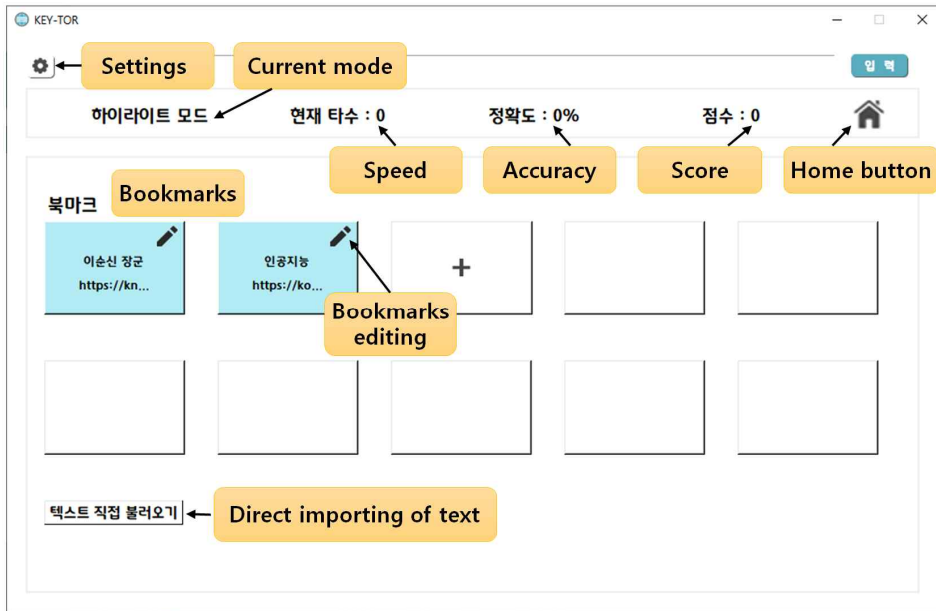 KEY-TOR
Settings
Current mode
입 력
하이라이트 모드
현재 타수 : 0
정확도 : 0%
점수 : 0
Speed
Accuracy
Score
Home button
북마크
Bookmarks
이순신 장군
https://kn...
인공지능
https://ko...
+
Bookmarks
editing
텍스트 직접 불러오기
Direct importing of text